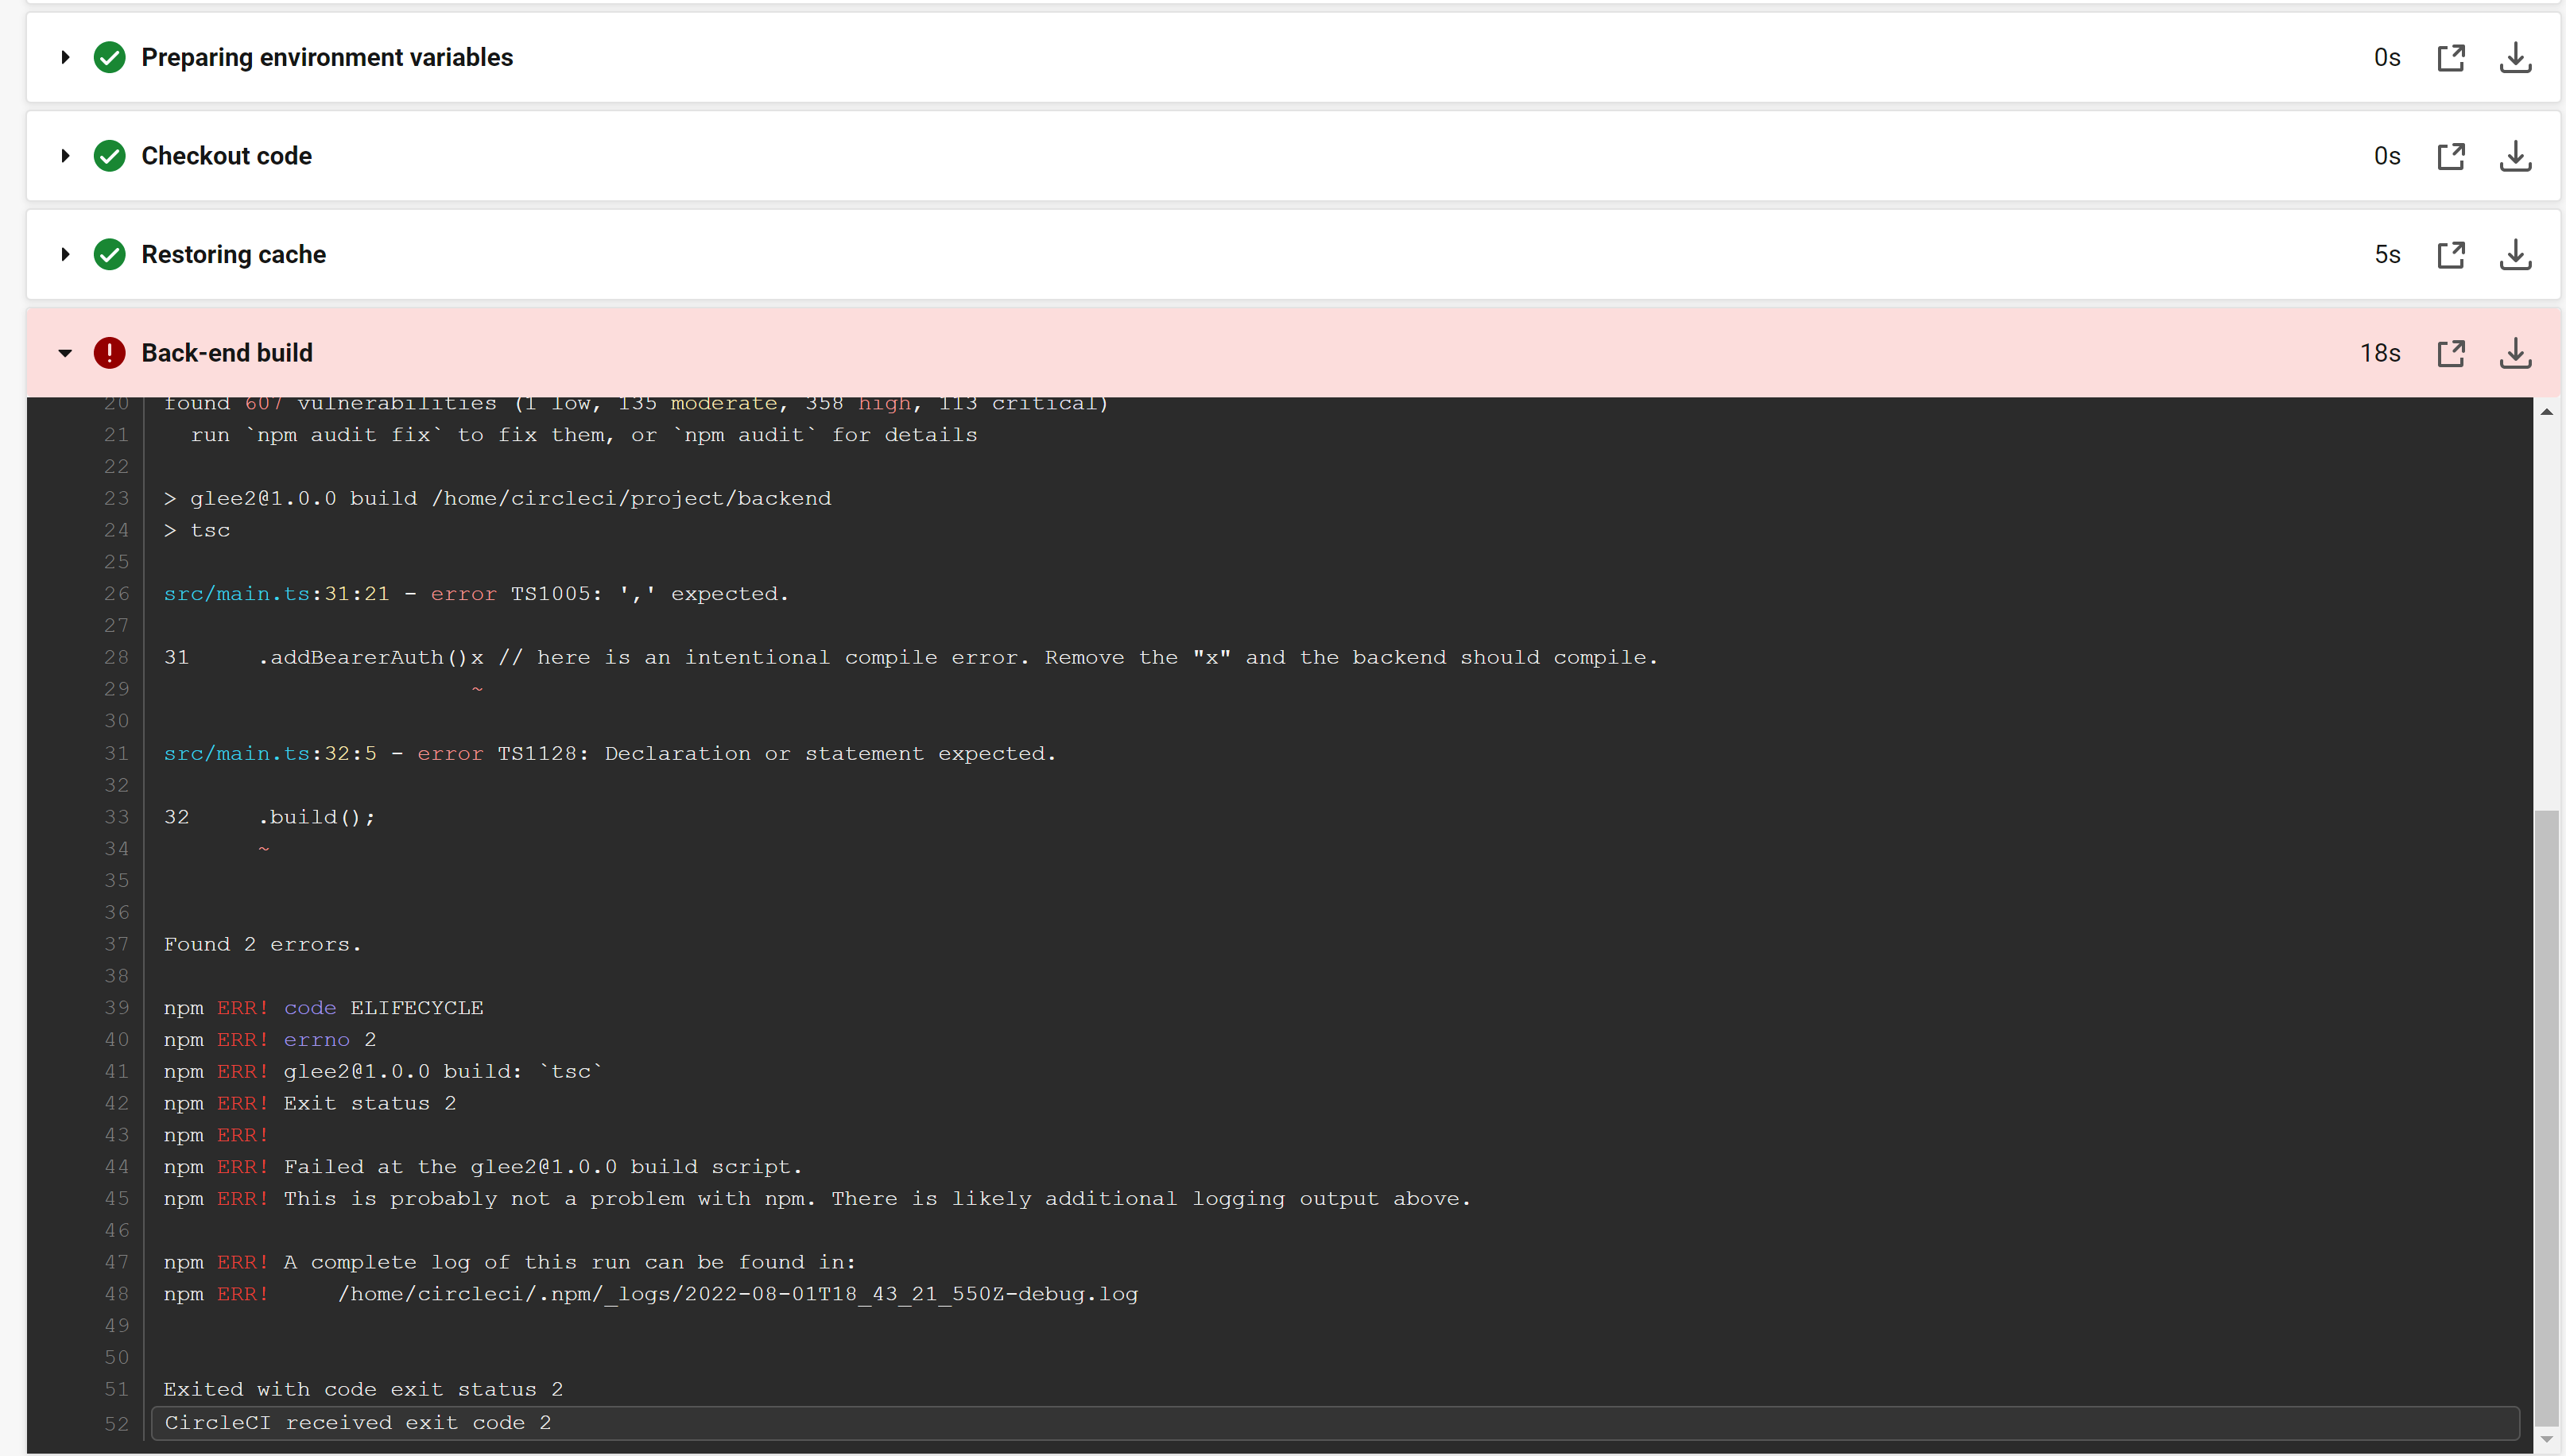 Preparing environment variables 0s
Checkout code 0s
Restoring cache 5s
Back-end build 18s
20 found 607 vulnerabilities (1 low, 135 moderate, 358 high, 113 critical)
21 run `npm audit fix` to fix them, or `npm audit` for details
22
23 > glee2@1.0.0 build /home/circleci/project/backend
24 > tsc
25
26 src/main.ts:31:21 - error TS1005: ',' expected.
27
28 31 .addBearerAuth()x // here is an intentional compile error. Remove the "x" and the backend should compile.
29 ~
30
31 src/main.ts:32:5 - error TS1128: Declaration or statement expected.
32
33 32 .build();
34 ~
35
36
37 Found 2 errors.
38
39 npm ERR! code ELIFECYCLE
40 npm ERR! errno 2
41 npm ERR! glee2@1.0.0 build: `tsc`
42 npm ERR! Exit status 2
43 npm ERR!
44 npm ERR! Failed at the glee2@1.0.0 build script.
45 npm ERR! This is probably not a problem with npm. There is likely additional logging output above.
46
47 npm ERR! A complete log of this run can be found in:
48 npm ERR! /home/circleci/.npm/_logs/2022-08-01T18_43_21_550Z-debug.log
49
50
51 Exited with code exit status 2
52 CircleCI received exit code 2